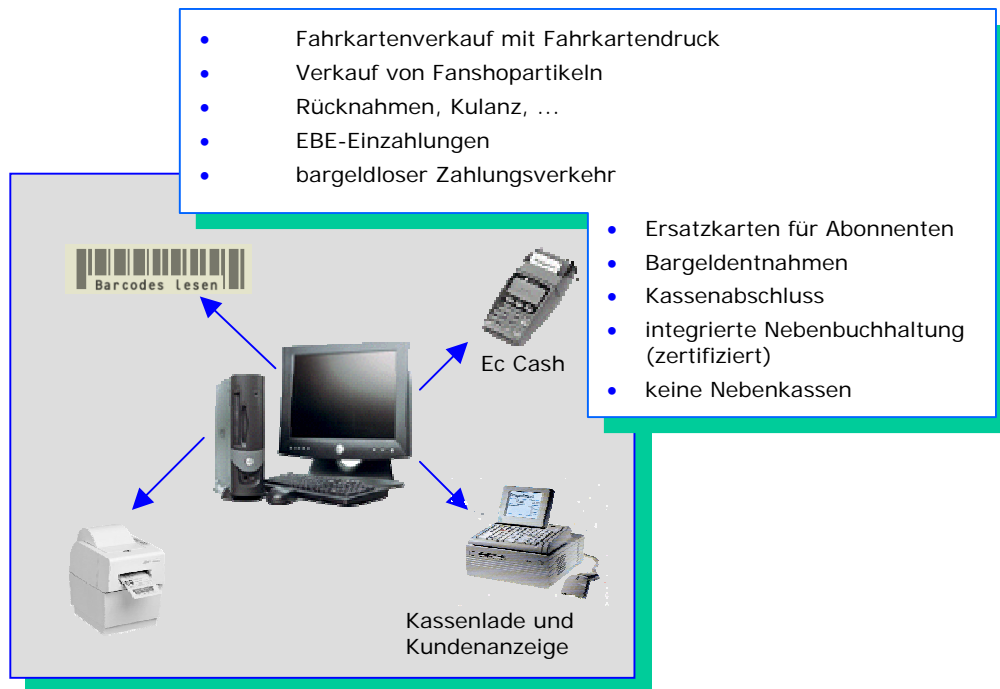 • Fahrkartenverkauf mit Fahrkartendruck
• Verkauf von Fanshopartikeln
• Rücknahmen, Kulanz, ...
• EBE-Einzahlungen
• bargeldloser Zahlungsverkehr
• Ersatzkarten für Abonnenten
• Bargeldentnahmen
• Kassenabschluss
• integrierte Nebenbuchhaltung
(zertifiziert)
• keine Nebenkassen
Barcodes lesen
Ec Cash
Kassenlade und
Kundenanzeige